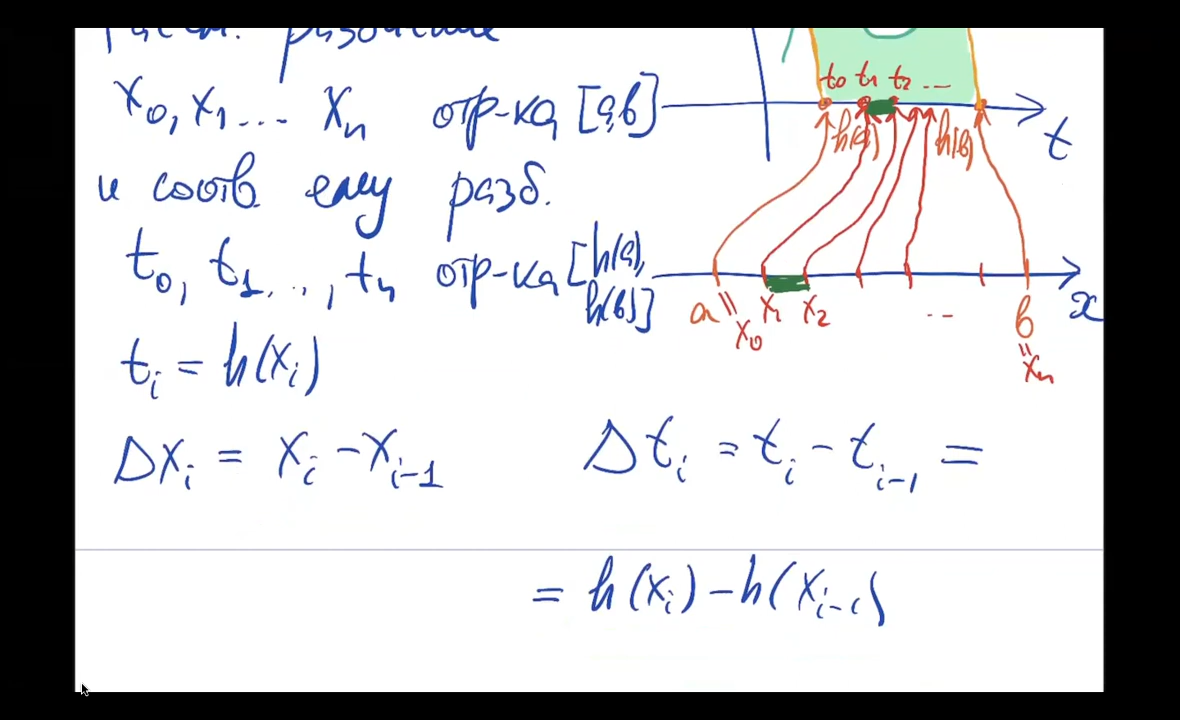 разбиение
x₀, x₁ ... xₙ отр-ка [a,b]
и соотв. ему разб.
t₀, t₁, .., tₙ отр-ка [h(a), h(b)]
tᵢ = h(xᵢ)
Δxᵢ = xᵢ - xᵢ₋₁
Δtᵢ = tᵢ - tᵢ₋₁ =
= h(xᵢ) - h(xᵢ₋₁)
t₀ t₁ t₂ ...
h(a) h(b) t
a x₁ x₂ .. b x
‖ x₀ ‖ xₙ